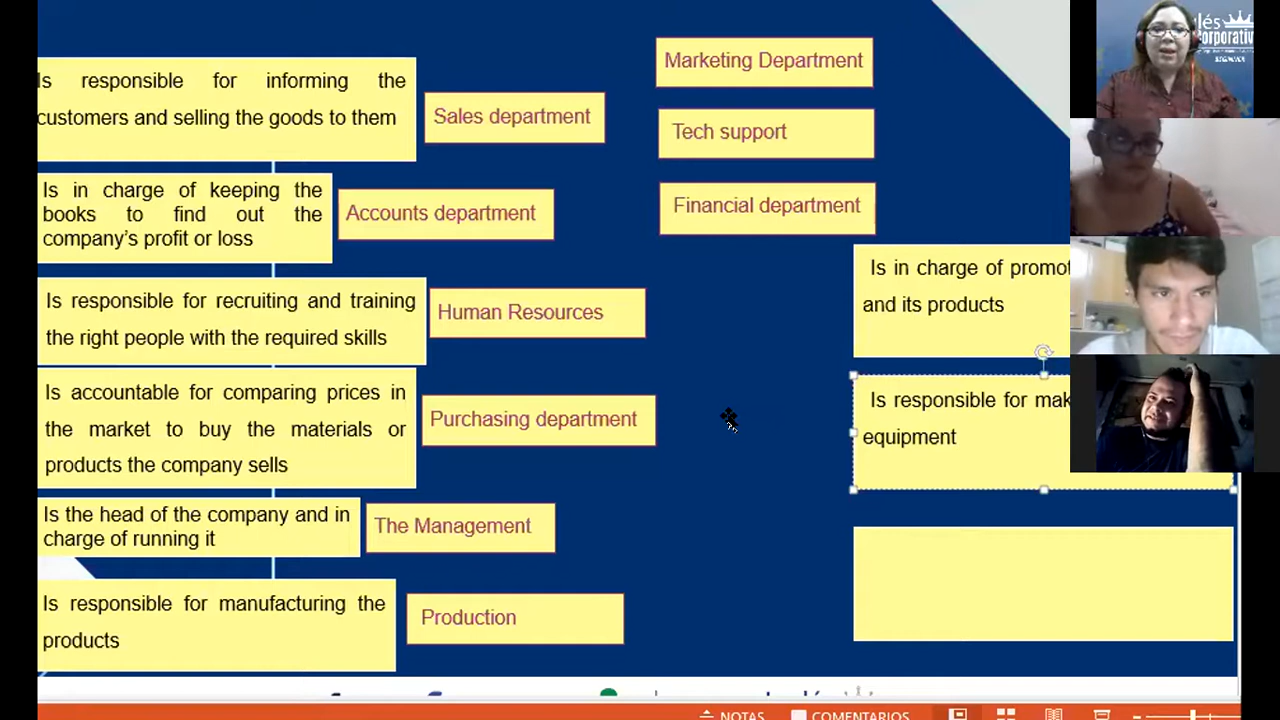 Is responsible for informing the
customers and selling the goods to them
Sales department
Is in charge of keeping the
books to find out the
company's profit or loss
Accounts department
Is responsible for recruiting and training
the right people with the required skills
Human Resources
Is accountable for comparing prices in
the market to buy the materials or
products the company sells
Purchasing department
Is the head of the company and in
charge of running it
The Management
Is responsible for manufacturing the
products
Production
Marketing Department
Tech support
Financial department
Is in charge of
and its products
Is responsible for
equipment
NOTAS
COMENTARIOS